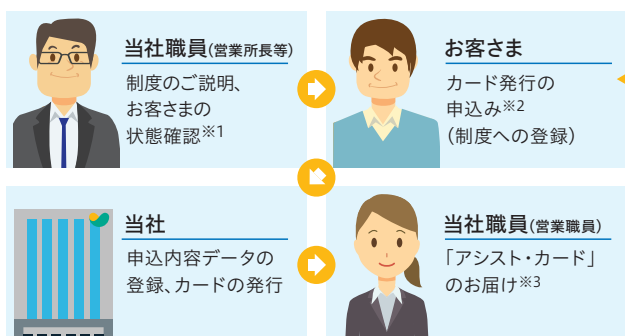 当社職員(営業所長等)
制度のご説明、
お客さまの
状態確認※1
お客さま
カード発行の
申込み※2
(制度への登録)
当社
申込内容データの
登録、カードの発行
当社職員(営業職員)
「アシスト・カード」
のお届け※3